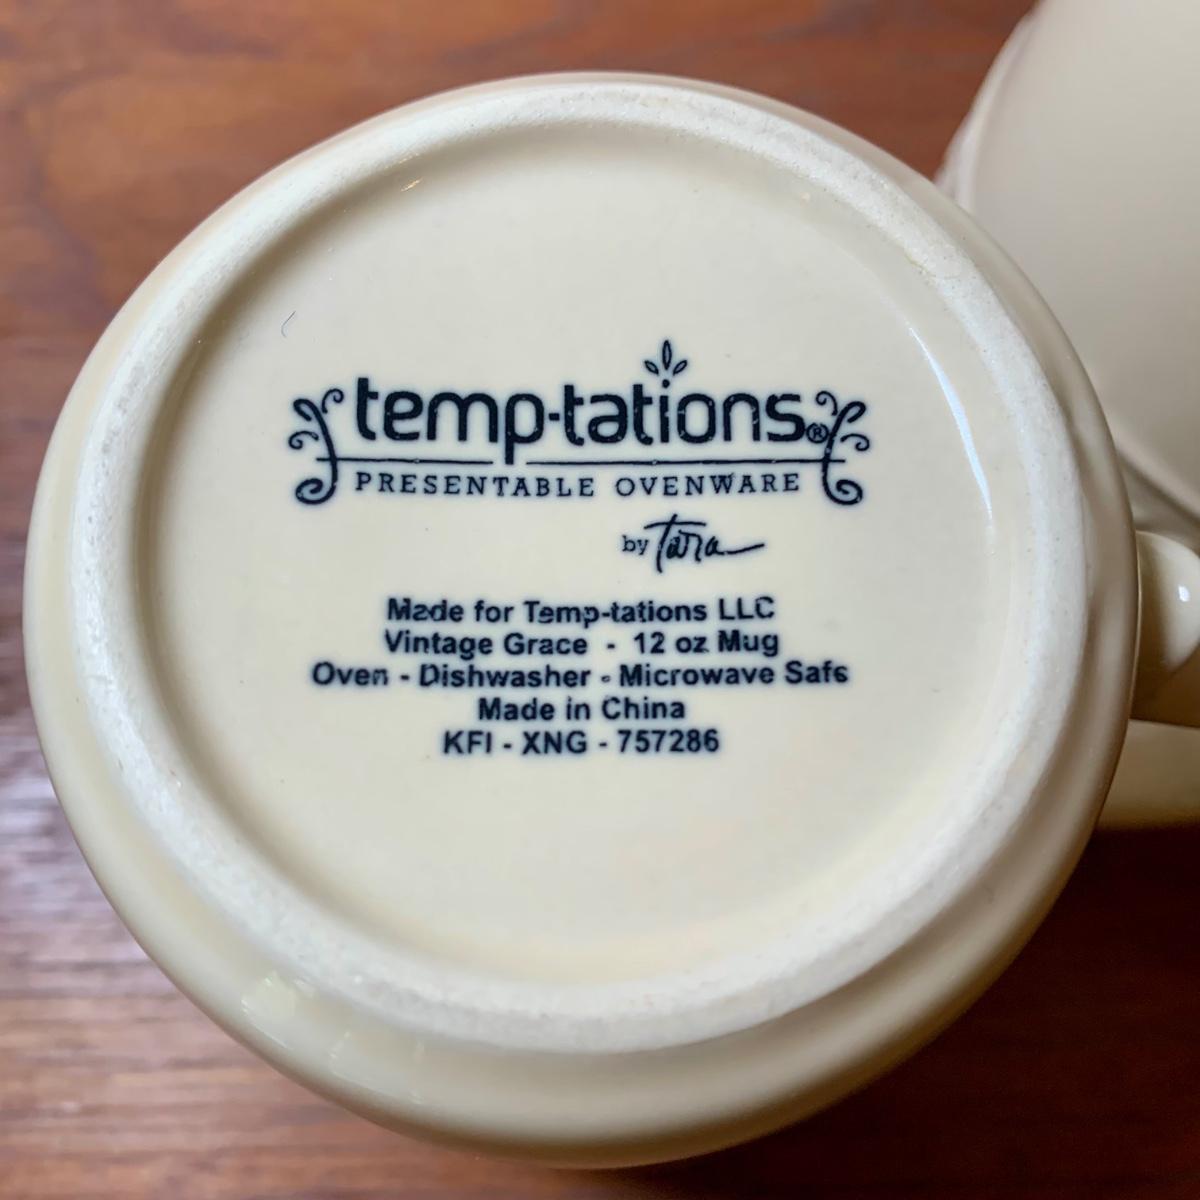 temp-tations®
PRESENTABLE OVENWARE
by Tara
Made for Temp-tations LLC
Vintage Grace - 12 oz Mug
Oven - Dishwasher - Microwave Safe
Made in China
KFI - XNG - 757286